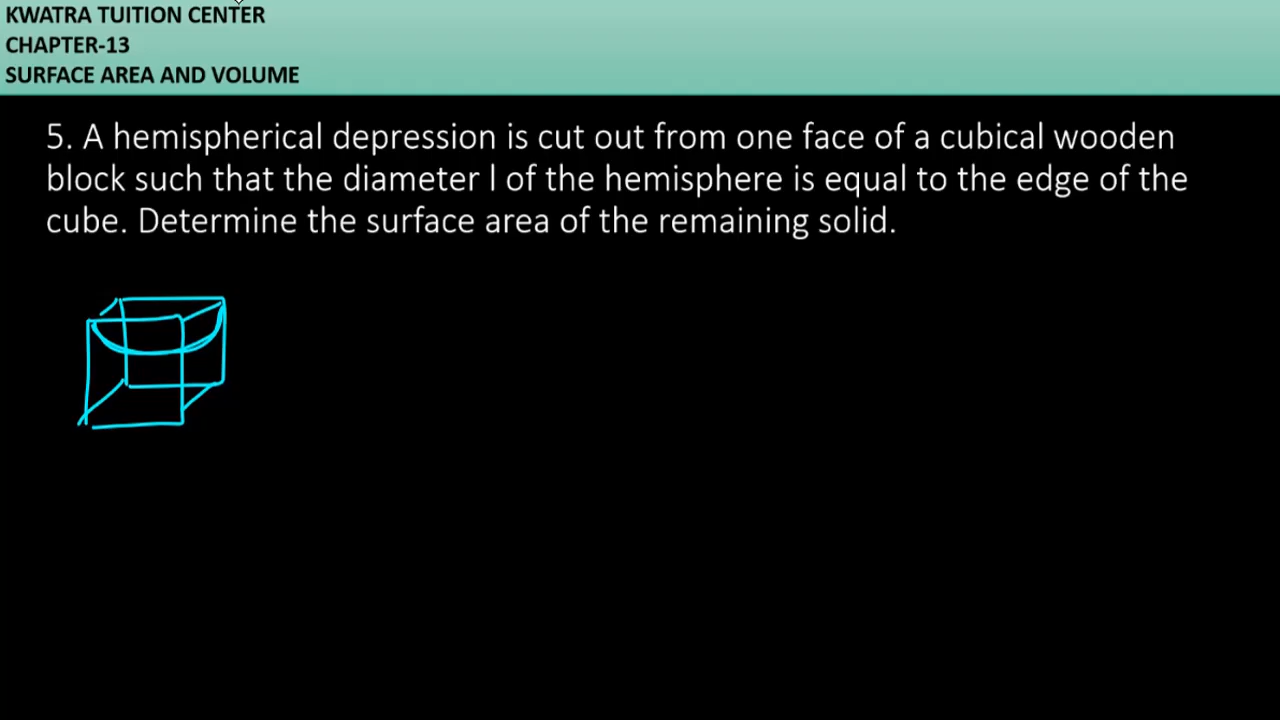 KWATRA TUITION CENTER
CHAPTER-13
SURFACE AREA AND VOLUME
5. A hemispherical depression is cut out from one face of a cubical wooden
block such that the diameter l of the hemisphere is equal to the edge of the
cube. Determine the surface area of the remaining solid.